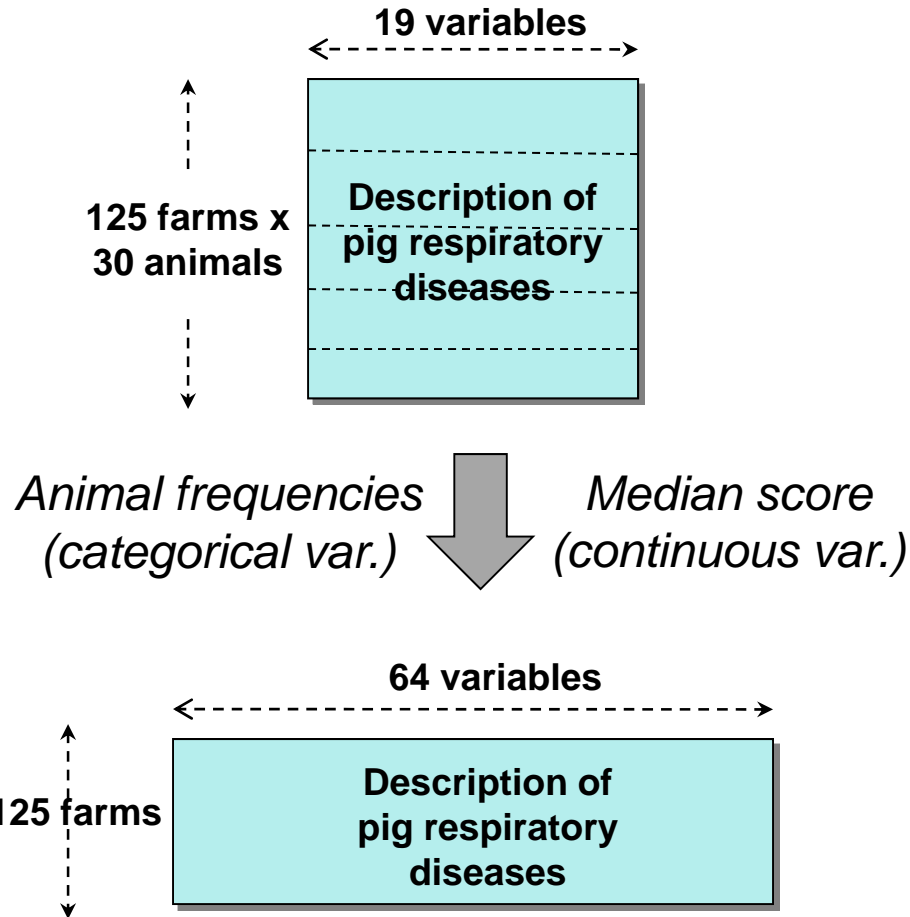 19 variables
125 farms x
30 animals
Description of
pig respiratory
diseases
Animal frequencies
(categorical var.)
Median score
(continuous var.)
64 variables
125 farms
Description of
pig respiratory
diseases